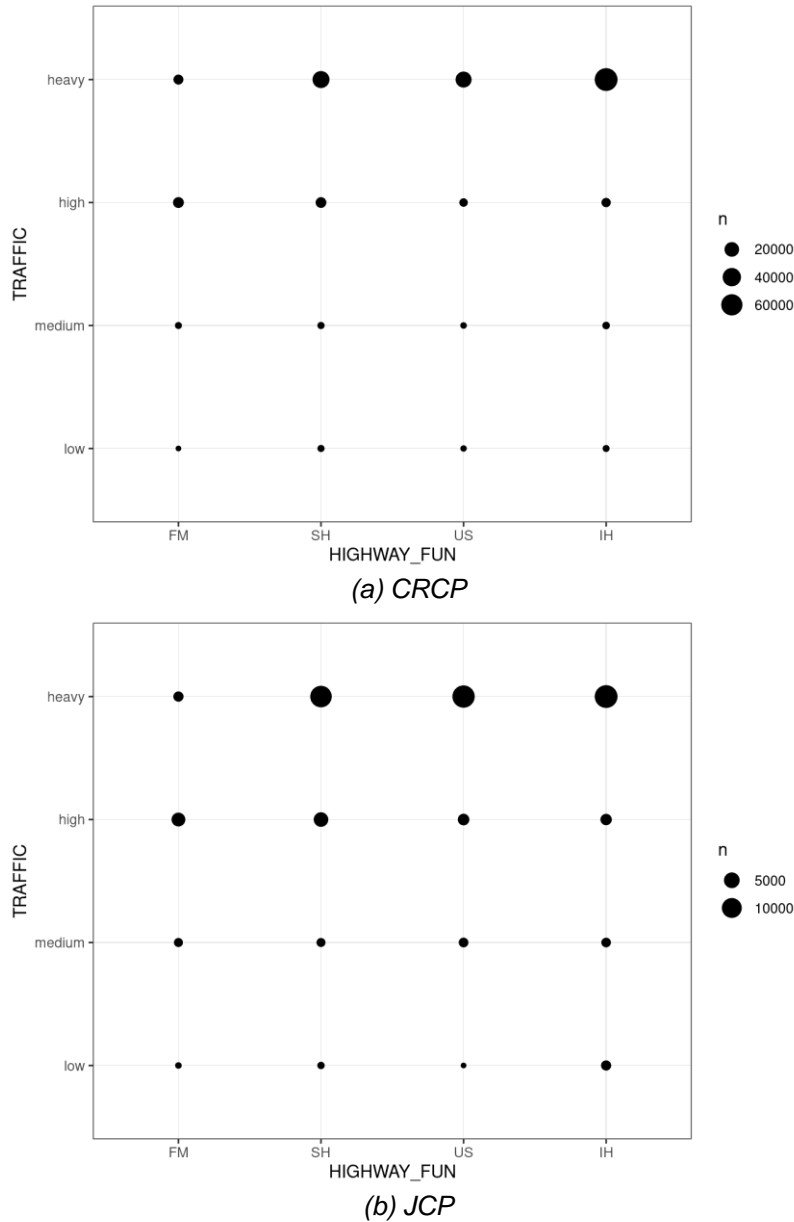 heavy
high
medium
low
TRAFFIC
FM SH US IH
HIGHWAY_FUN
n
20000
40000
60000
(a) CRCP
heavy
high
medium
low
TRAFFIC
FM SH US IH
HIGHWAY_FUN
n
5000
10000
(b) JCP